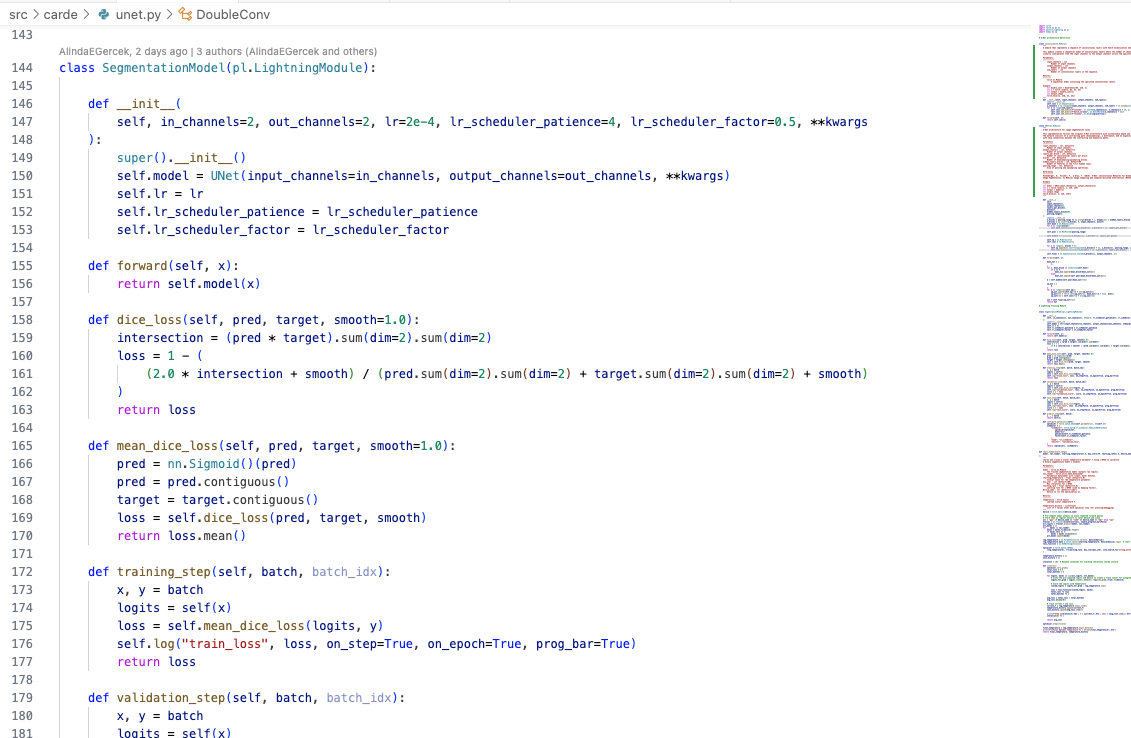 src > carde > unet.py > DoubleConv
143
AlindaEGercek, 2 days ago | 3 authors (AlindaEGercek and others)
144 class SegmentationModel(pl.LightningModule):
145
146     def __init__(
147         self, in_channels=2, out_channels=2, lr=2e-4, lr_scheduler_patience=4, lr_scheduler_factor=0.5, **kwargs
148     ):
149         super().__init__()
150         self.model = UNet(input_channels=in_channels, output_channels=out_channels, **kwargs)
151         self.lr = lr
152         self.lr_scheduler_patience = lr_scheduler_patience
153         self.lr_scheduler_factor = lr_scheduler_factor
154
155     def forward(self, x):
156         return self.model(x)
157
158     def dice_loss(self, pred, target, smooth=1.0):
159         intersection = (pred * target).sum(dim=2).sum(dim=2)
160         loss = 1 - (
161             (2.0 * intersection + smooth) / (pred.sum(dim=2).sum(dim=2) + target.sum(dim=2).sum(dim=2) + smooth)
162         )
163         return loss
164
165     def mean_dice_loss(self, pred, target, smooth=1.0):
166         pred = nn.Sigmoid()(pred)
167         pred = pred.contiguous()
168         target = target.contiguous()
169         loss = self.dice_loss(pred, target, smooth)
170         return loss.mean()
171
172     def training_step(self, batch, batch_idx):
173         x, y = batch
174         logits = self(x)
175         loss = self.mean_dice_loss(logits, y)
176         self.log("train_loss", loss, on_step=True, on_epoch=True, prog_bar=True)
177         return loss
178
179     def validation_step(self, batch, batch_idx):
180         x, y = batch
181         logits = self(x)